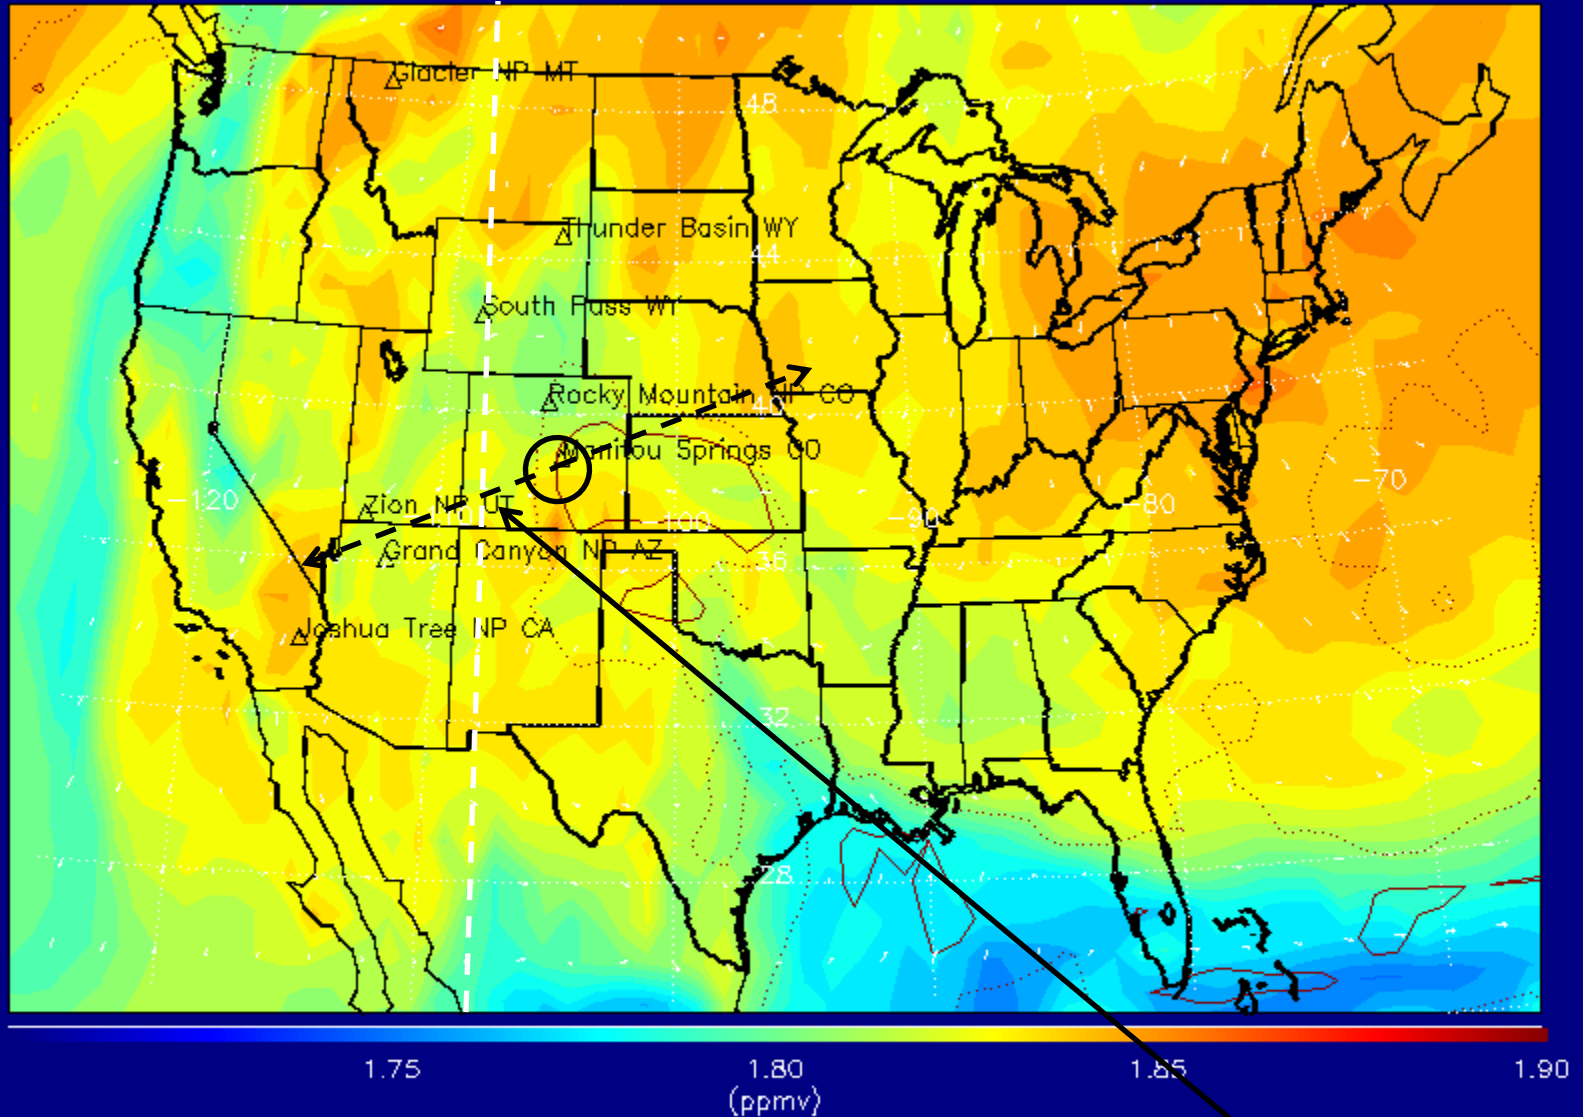 Glacier NP MT
48
Thunder Basin WY
44
South Pass WY
Rocky Mountain NP CO
40
Manitou Springs CO
-120
Zion NP UT
-110
-100
-90
-80
-70
Grand Canyon NP AZ
36
Joshua Tree NP CA
32
28
1.75
1.80
1.85
1.90
(ppmv)